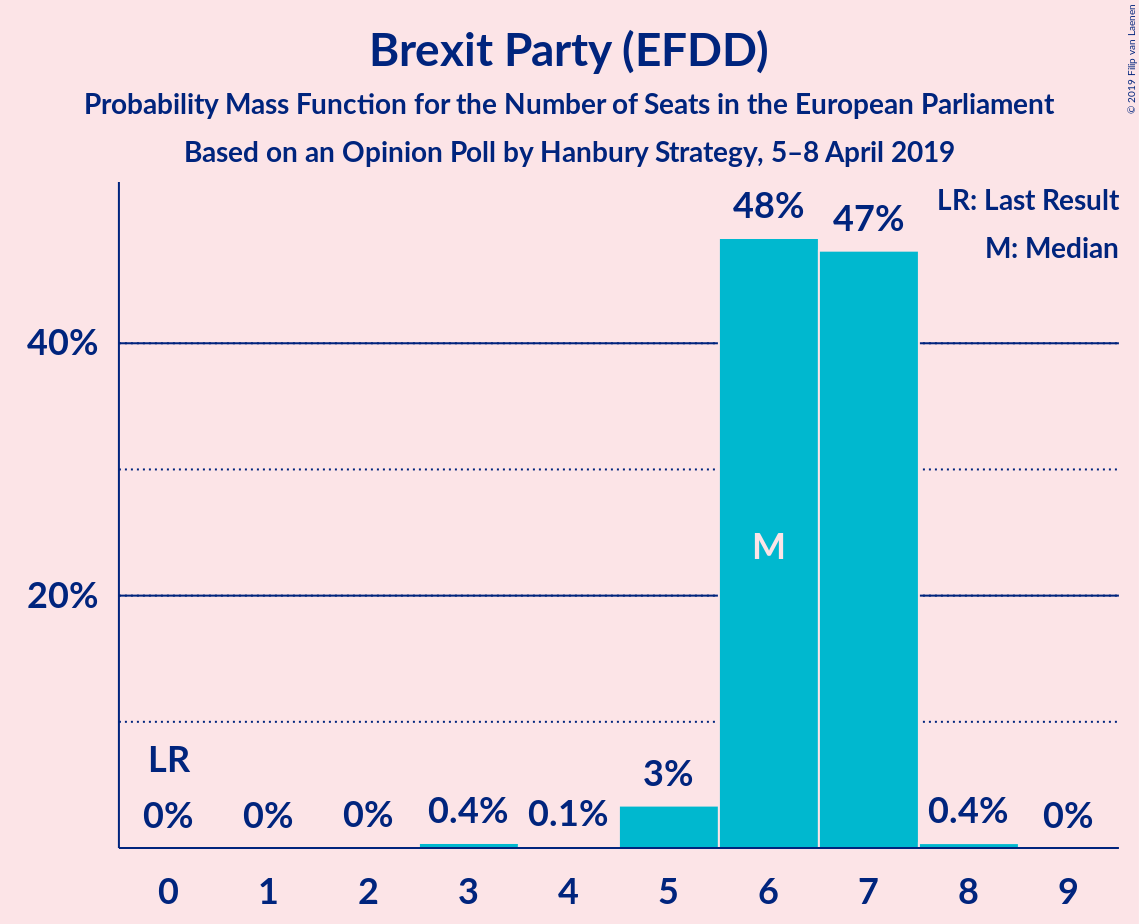 Brexit Party (EFDD)
Probability Mass Function for the Number of Seats in the European Parliament
Based on an Opinion Poll by Hanbury Strategy, 5–8 April 2019
© 2019 Filip van Laenen
LR: Last Result
M: Median
48%
47%
40%
M
20%
LR
0%
0%
0%
0.4%
0.1%
3%
0.4%
0%
0 1 2 3 4 5 6 7 8 9